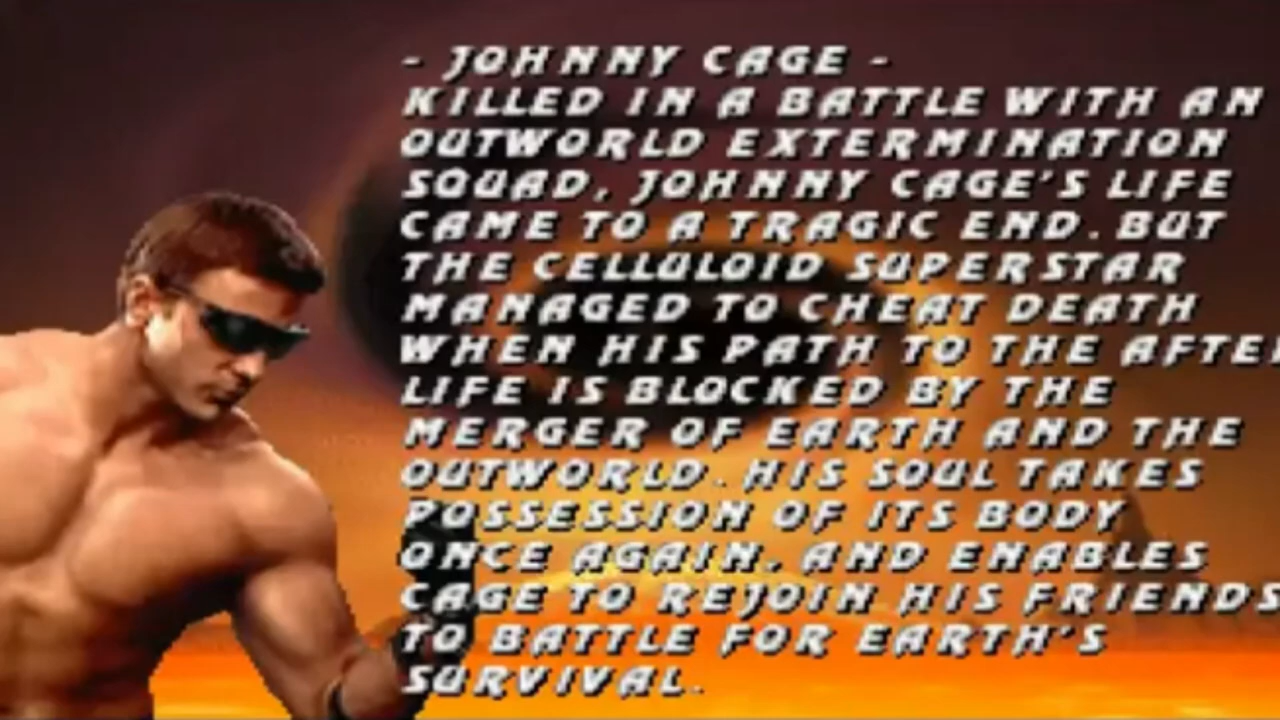 - JOHNNY CAGE -
KILLED IN A BATTLE WITH AN
OUTWORLD EXTERMINATION
SQUAD, JOHNNY CAGE'S LIFE
CAME TO A TRAGIC END. BUT
THE CELLULOID SUPERSTAR
MANAGED TO CHEAT DEATH
WHEN HIS PATH TO THE AFTER
LIFE IS BLOCKED BY THE
MERGER OF EARTH AND THE
OUTWORLD. HIS SOUL TAKES
POSSESSION OF ITS BODY
ONCE AGAIN, AND ENABLES
CAGE TO REJOIN HIS FRIENDS
TO BATTLE FOR EARTH'S
SURVIVAL.